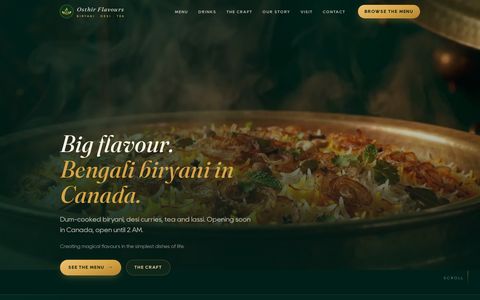 Osthir Flavours
BIRYANI · DESI · TEA
MENU
DRINKS
THE CRAFT
OUR STORY
VISIT
CONTACT
BROWSE THE MENU
Big flavour.
Bengali biryani in
Canada.
Dum-cooked biryani, desi curries, tea and lassi. Opening soon
in Canada, open until 2 AM.
Creating magical flavours in the simplest dishes of life.
SEE THE MENU →
THE CRAFT
SCROLL